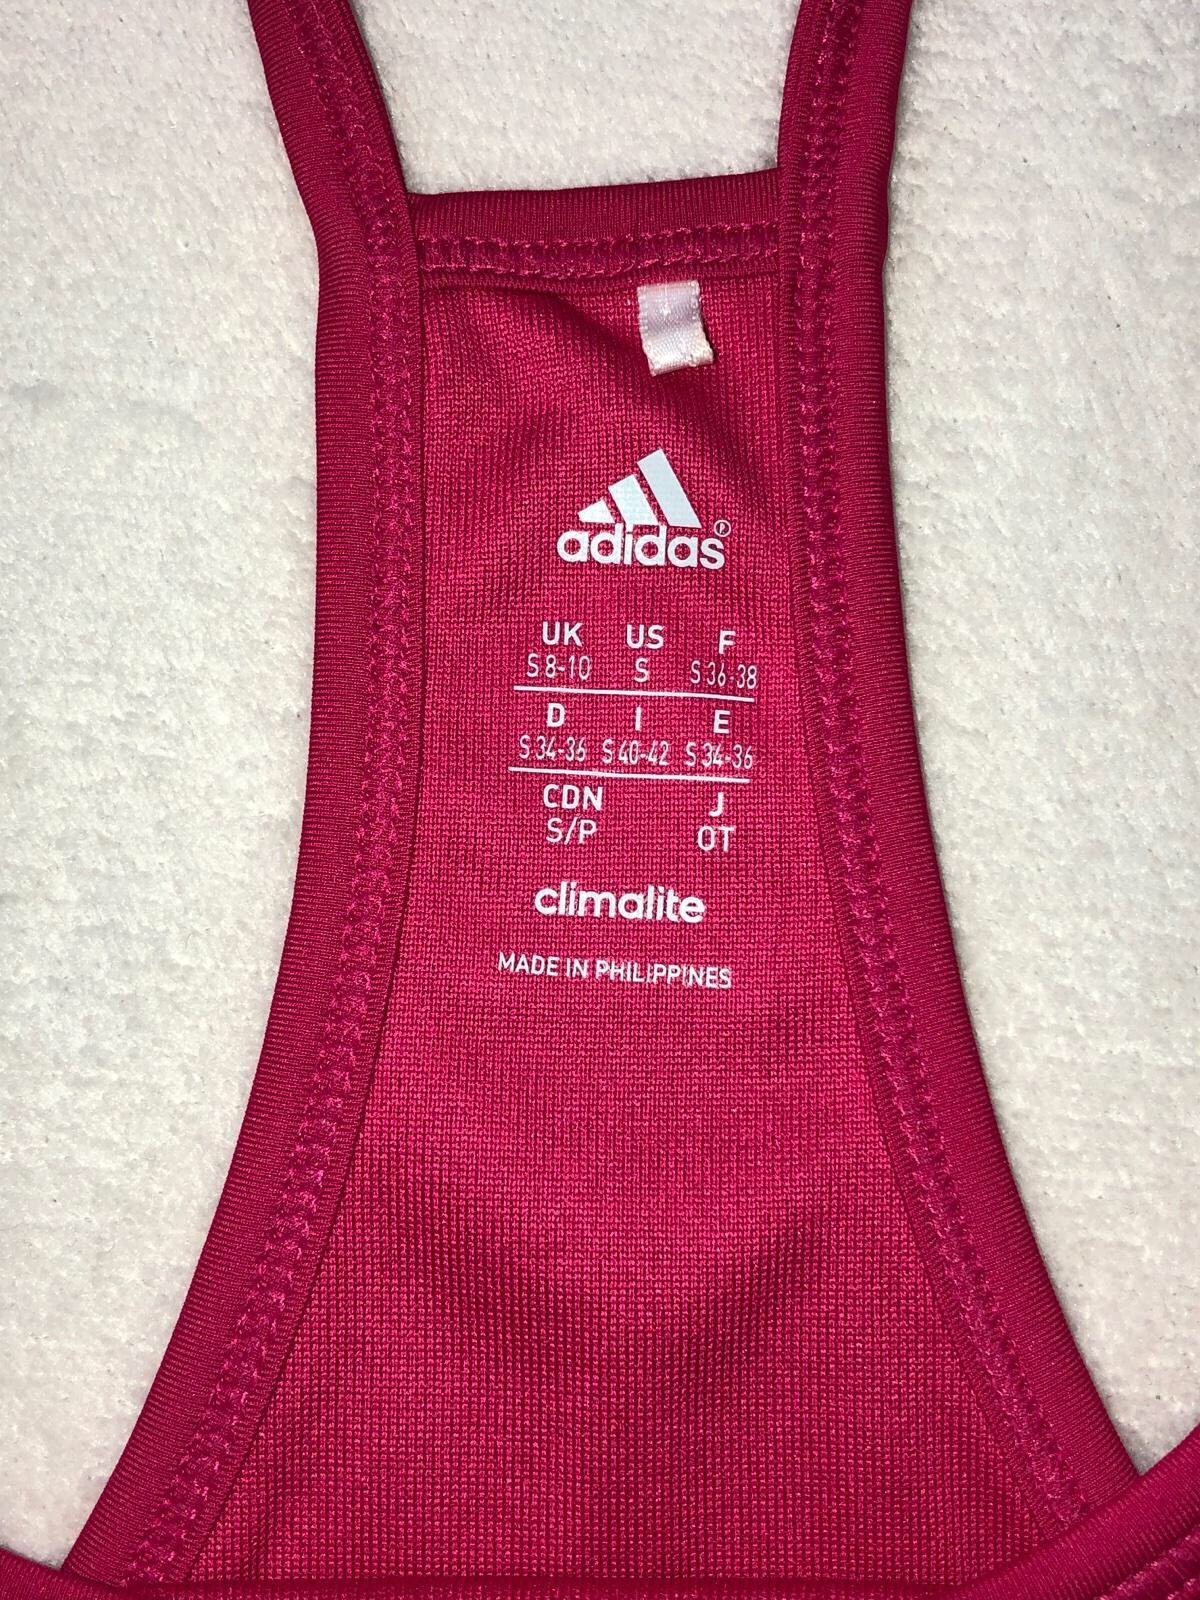 adidas®
UK US F
S 8-10 S S 36-38
D I E
S 34-36 S 40-42 S 34-36
CDN J
S/P OT
climalite
MADE IN PHILIPPINES